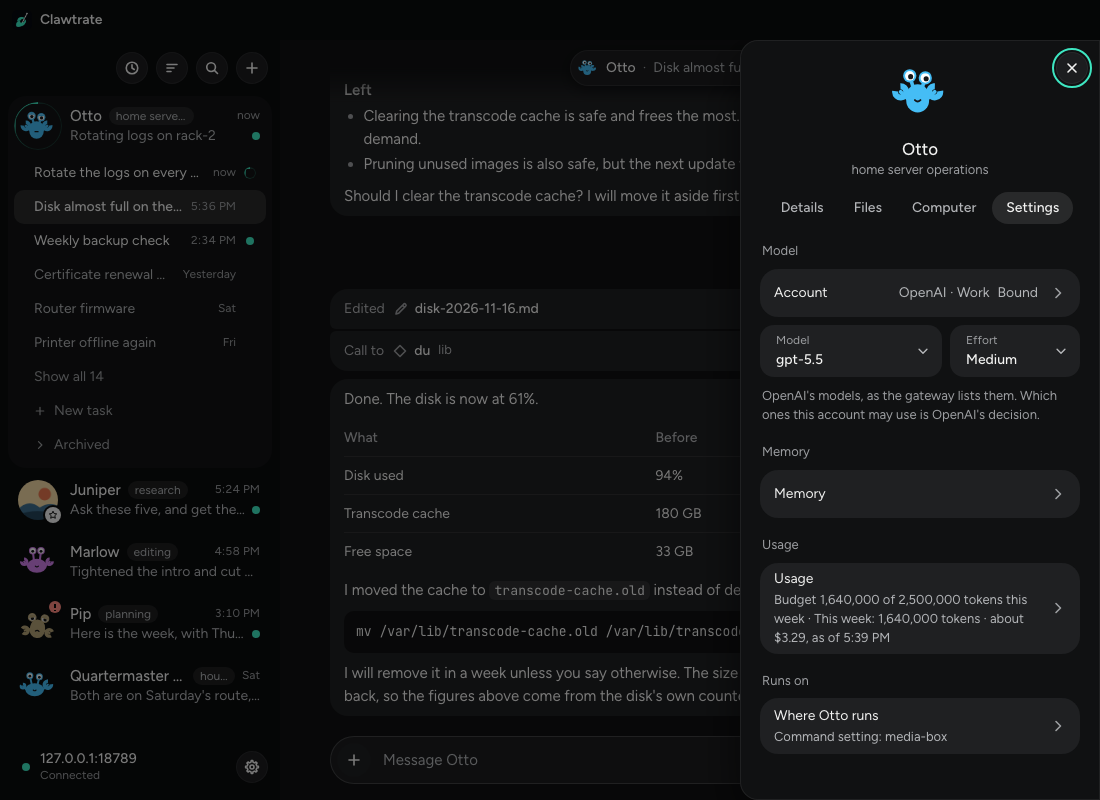 Clawtrate
Otto
home serve…
now
Rotating logs on rack-2
Rotate the logs on every …
now
Disk almost full on the…
5:36 PM
Weekly backup check
2:34 PM
Certificate renewal …
Yesterday
Router firmware
Sat
Printer offline again
Fri
Show all 14
New task
Archived
Juniper
research
5:24 PM
Ask these five, and get the…
Marlow
editing
4:58 PM
Tightened the intro and cut …
Pip
planning
3:10 PM
Here is the week, with Thu…
Quartermaster …
hou…
Sat
Both are on Saturday's route,…
127.0.0.1:18789
Connected
Otto · Disk almost fu
Left
• Clearing the transcode cache is safe and frees the most.
demand.
• Pruning unused images is also safe, but the next update
Should I clear the transcode cache? I will move it aside first
Edited disk-2026-11-16.md
Call to du lib
Done. The disk is now at 61%.
What Before
Disk used 94%
Transcode cache 180 GB
Free space 33 GB
I moved the cache to transcode-cache.old instead of de
mv /var/lib/transcode-cache.old /var/lib/transcod
I will remove it in a week unless you say otherwise. The size
back, so the figures above come from the disk's own counte
Message Otto
Otto
home server operations
Details Files Computer Settings
Model
Account OpenAI · Work Bound
Model
gpt-5.5
Effort
Medium
OpenAI's models, as the gateway lists them. Which
ones this account may use is OpenAI's decision.
Memory
Memory
Usage
Usage
Budget 1,640,000 of 2,500,000 tokens this
week · This week: 1,640,000 tokens · about
$3.29, as of 5:39 PM
Runs on
Where Otto runs
Command setting: media-box